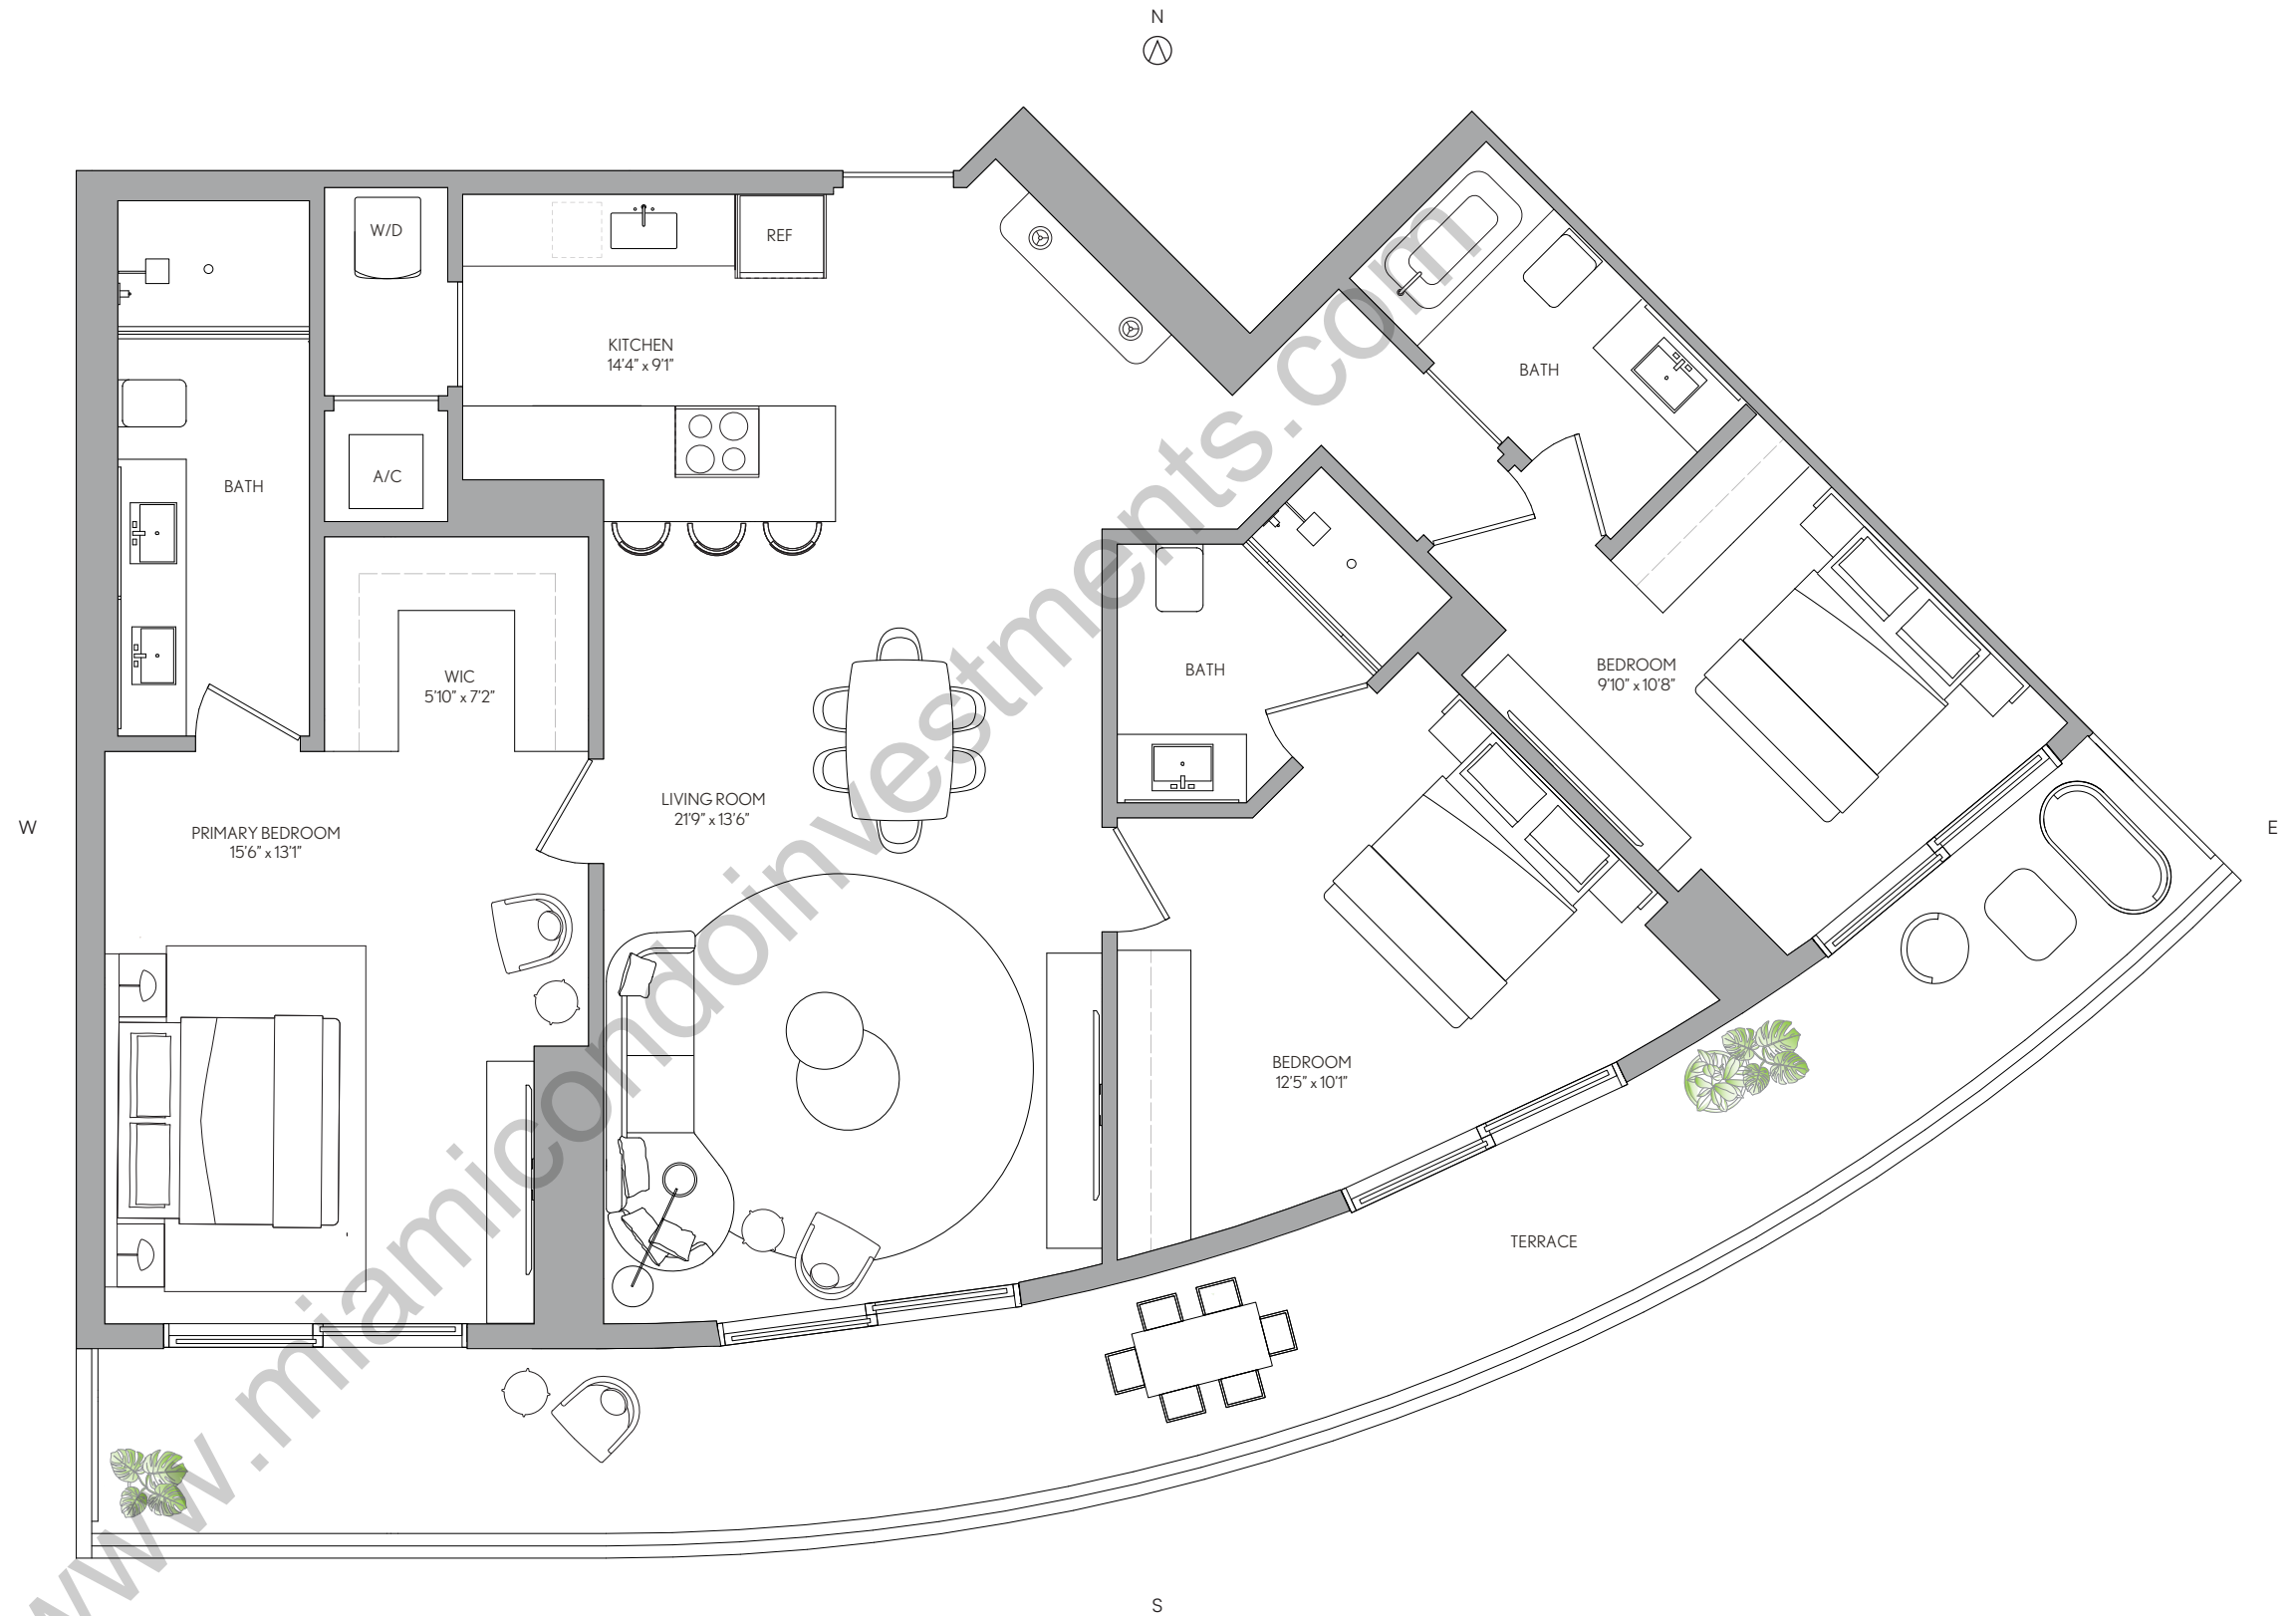 N
W/D
REF
KITCHEN
14'4" x 9'1"
BATH
A/C
BATH
WIC
5'10" x 7'2"
BATH
BEDROOM
9'10" x 10'8"
LIVING ROOM
21'9" x 13'6"
PRIMARY BEDROOM
15'6" x 13'1"
W
E
BEDROOM
12'5" x 10'1"
TERRACE
S
www.miamicondoinvestments.com